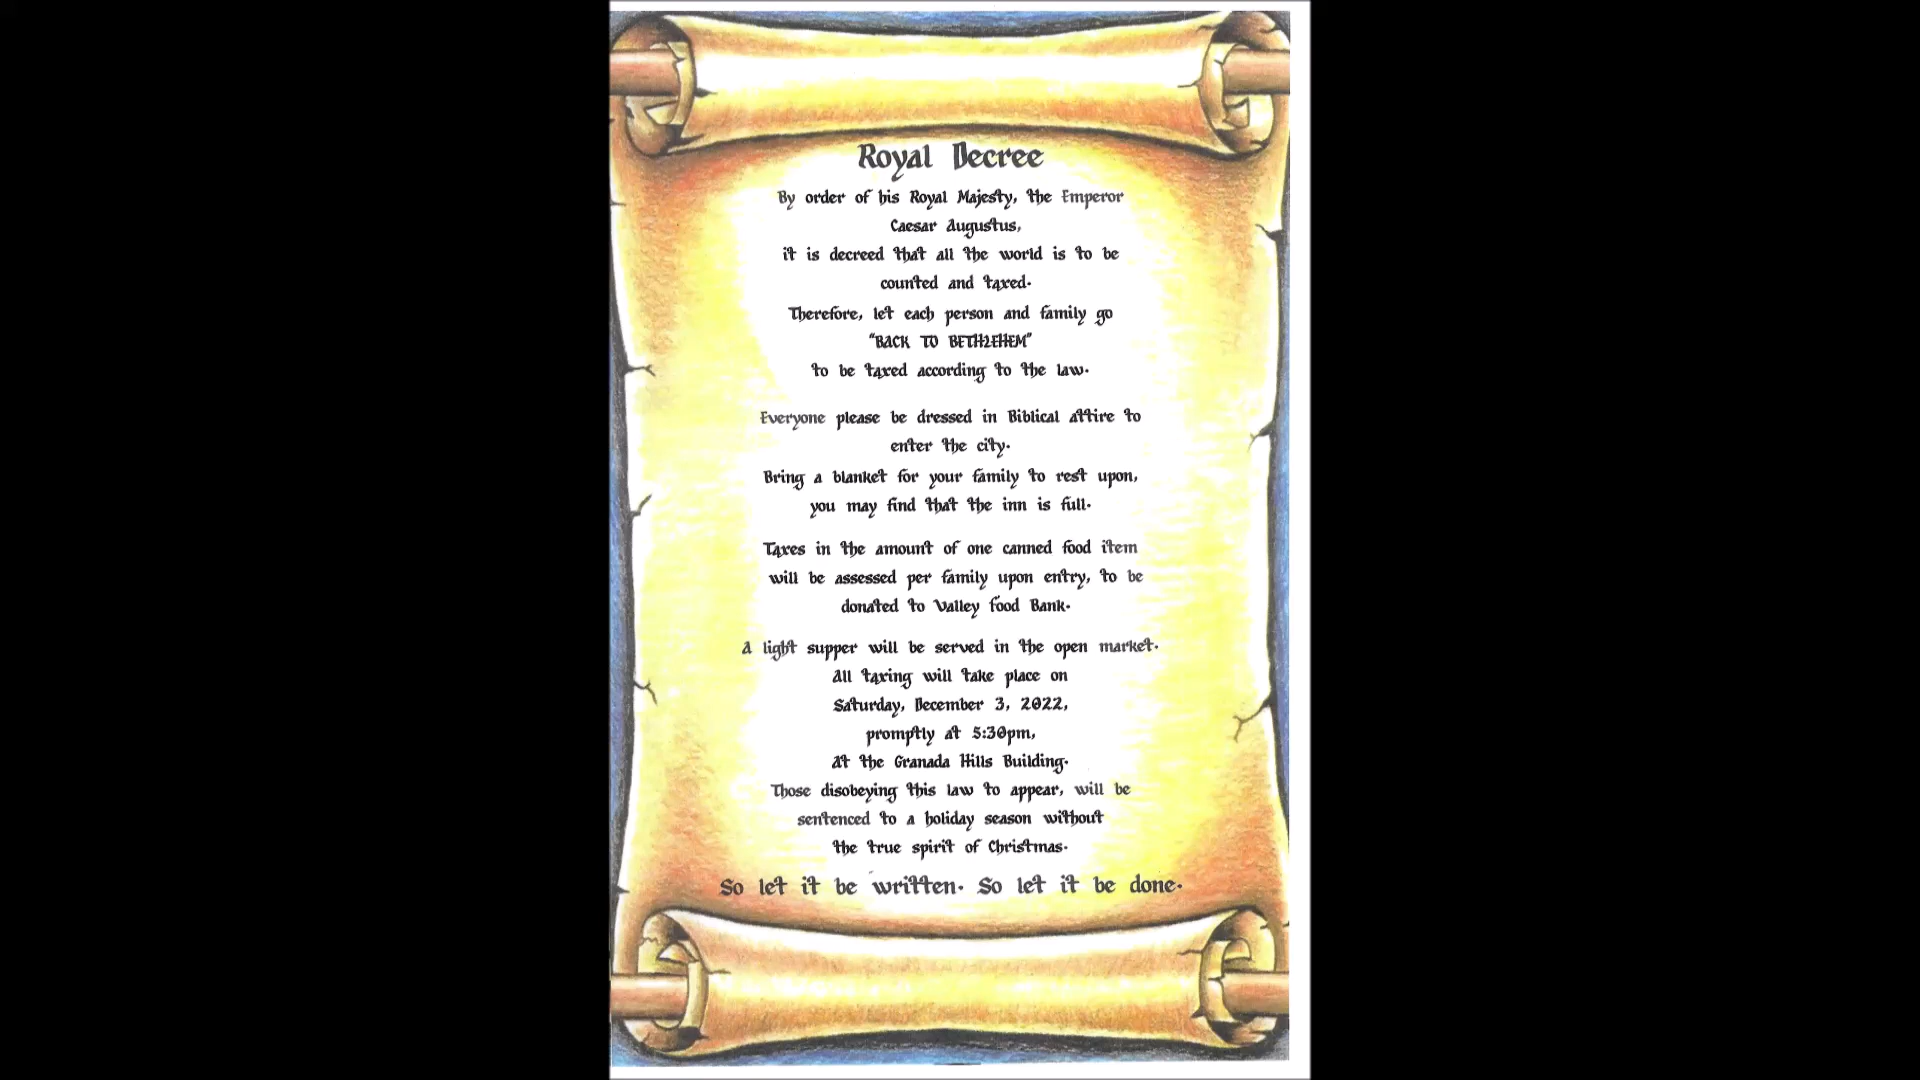 Royal Decree
By order of his Royal Majesty, the Emperor
Caesar Augustus,
it is decreed that all the world is to be
counted and taxed.
Therefore, let each person and family go
"BACK TO BETHLEHEM"
to be taxed according to the law.
Everyone please be dressed in Biblical attire to
enter the city.
Bring a blanket for your family to rest upon,
you may find that the inn is full.
Taxes in the amount of one canned food item
will be assessed per family upon entry, to be
donated to Valley Food Bank.
A light supper will be served in the open market.
All taxing will take place on
Saturday, December 3, 2022,
promptly at 5:30pm,
At the Granada Hills Building.
Those disobeying this law to appear, will be
sentenced to a holiday season without
the true spirit of Christmas.
So let it be written. So let it be done.